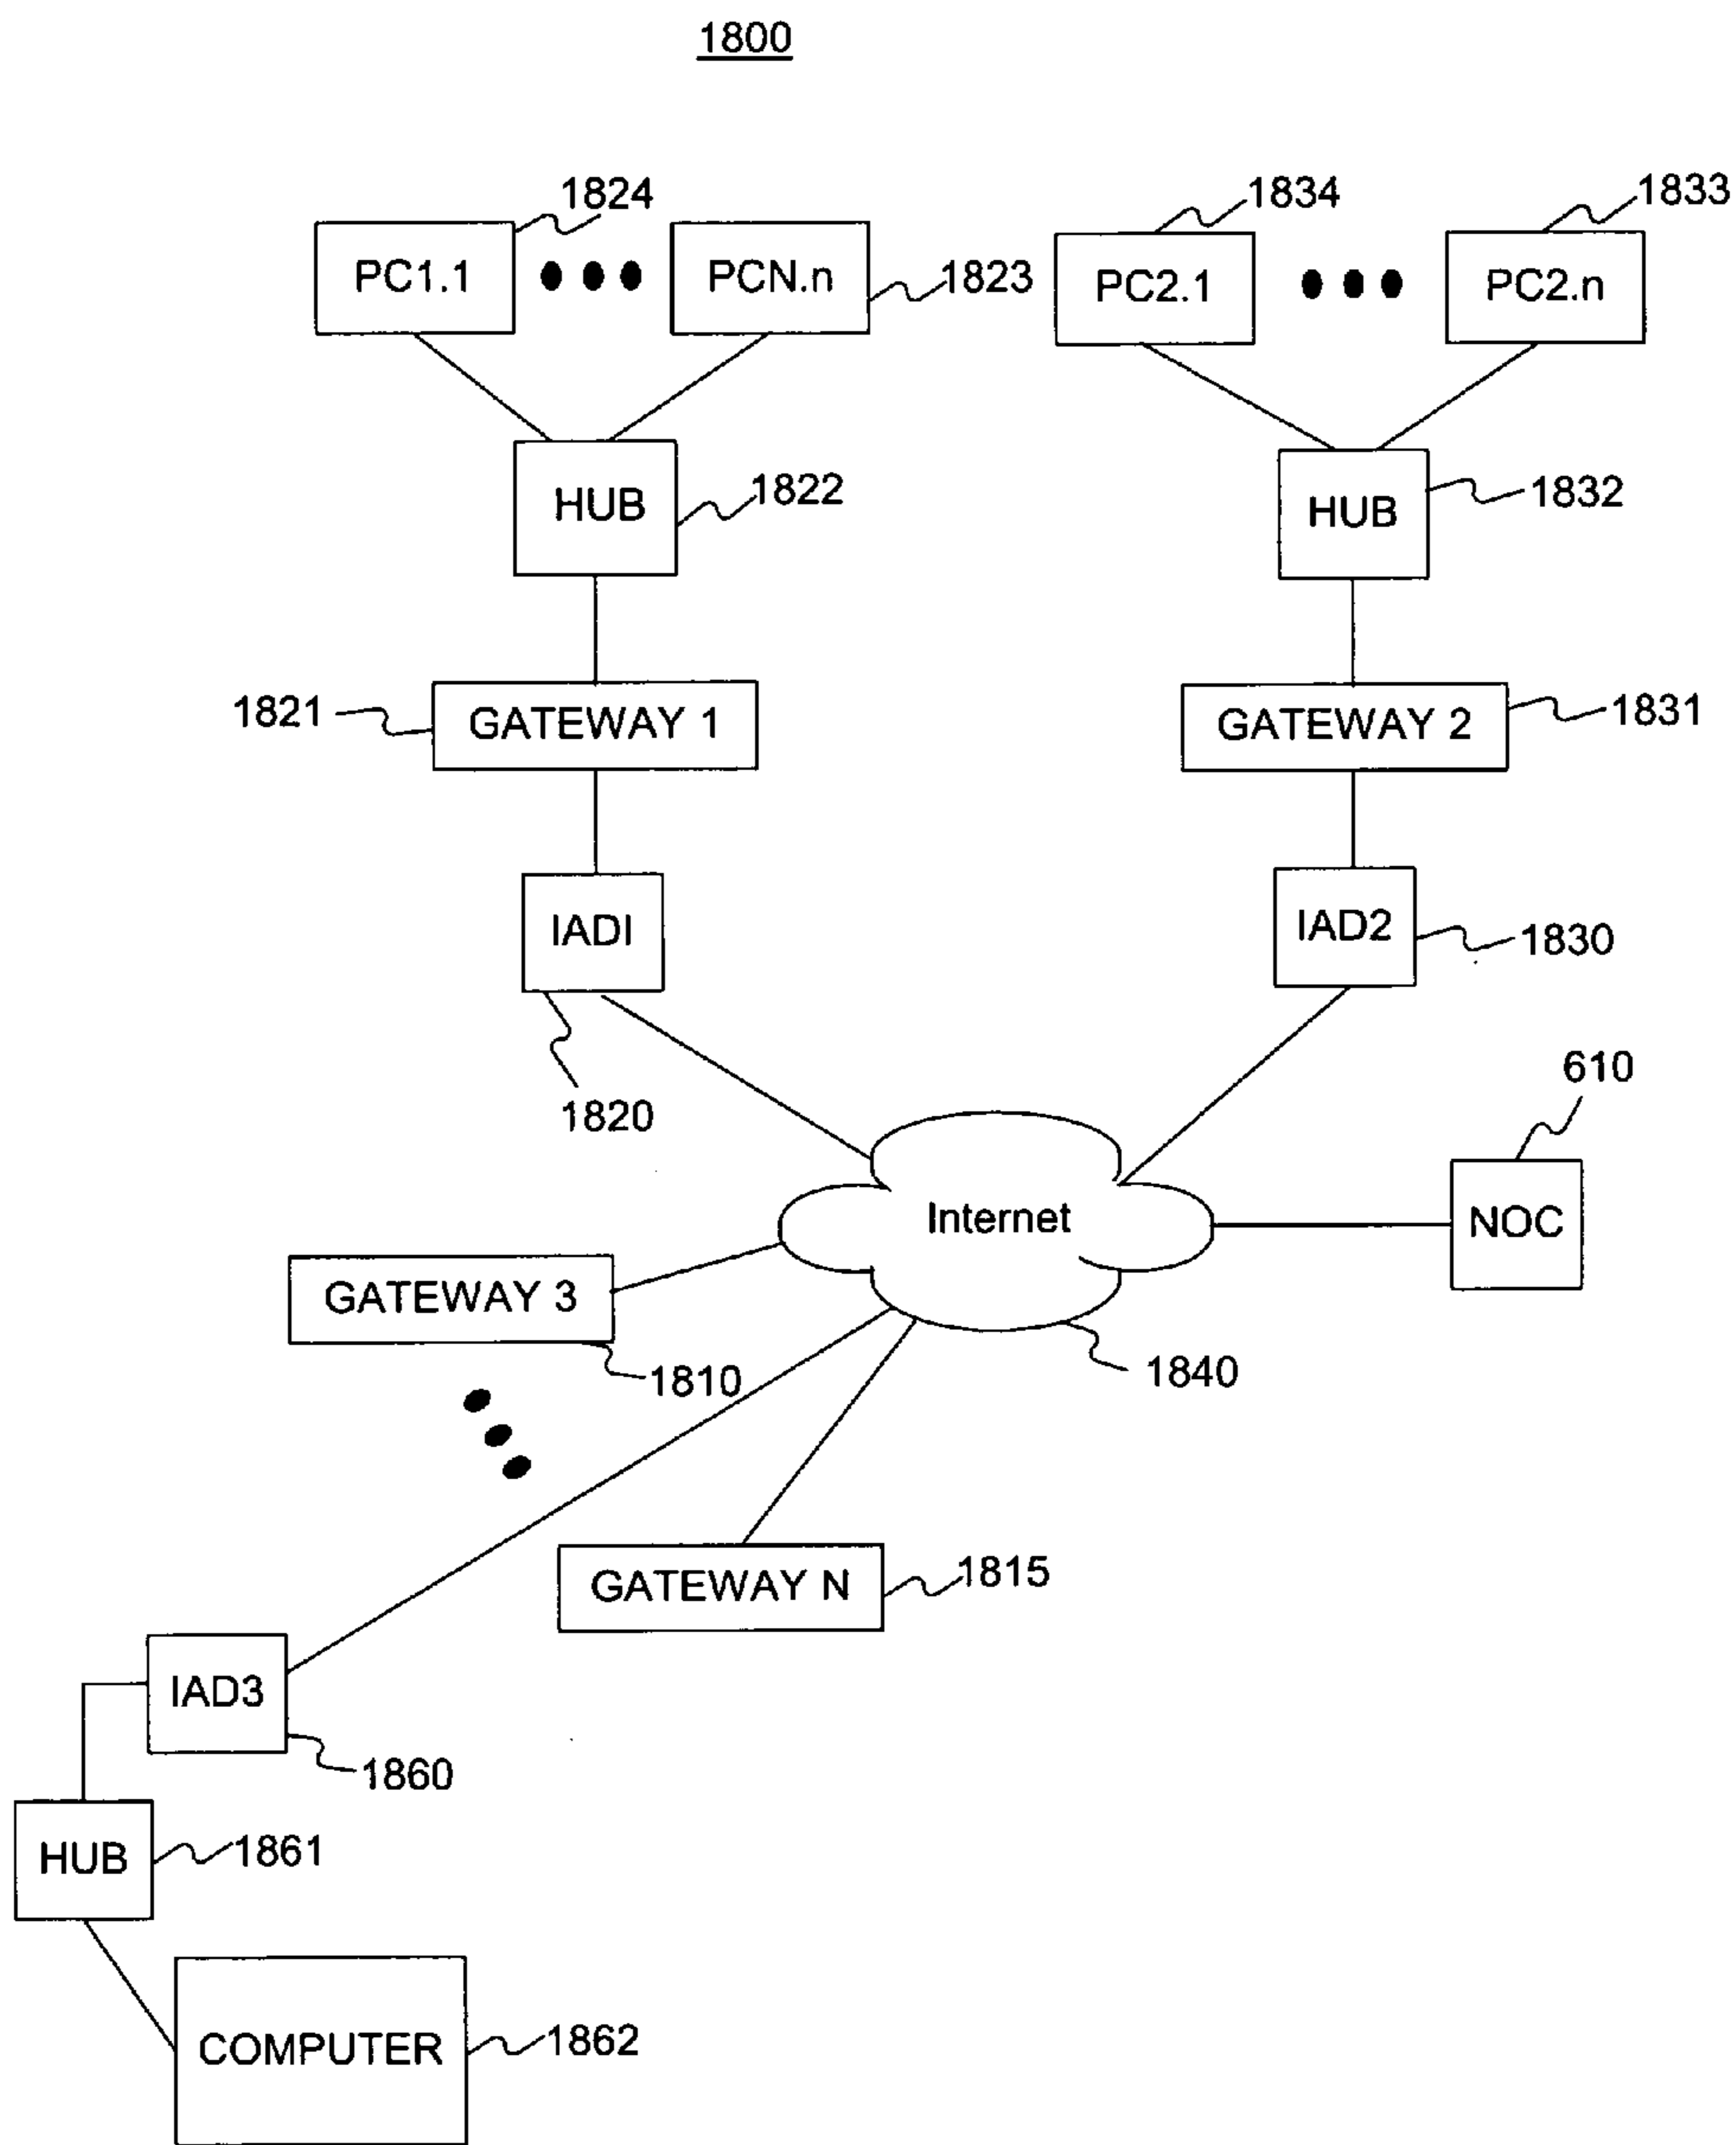 1800
1824
1834
1833
PC1.1
PCN.n
1823
PC2.1
PC2.n
HUB
1822
HUB
1832
1821
GATEWAY 1
GATEWAY 2
1831
IADI
IAD2
1830
1820
610
Internet
NOC
GATEWAY 3
1810
1840
GATEWAY N
1815
IAD3
1860
HUB
1861
COMPUTER
1862